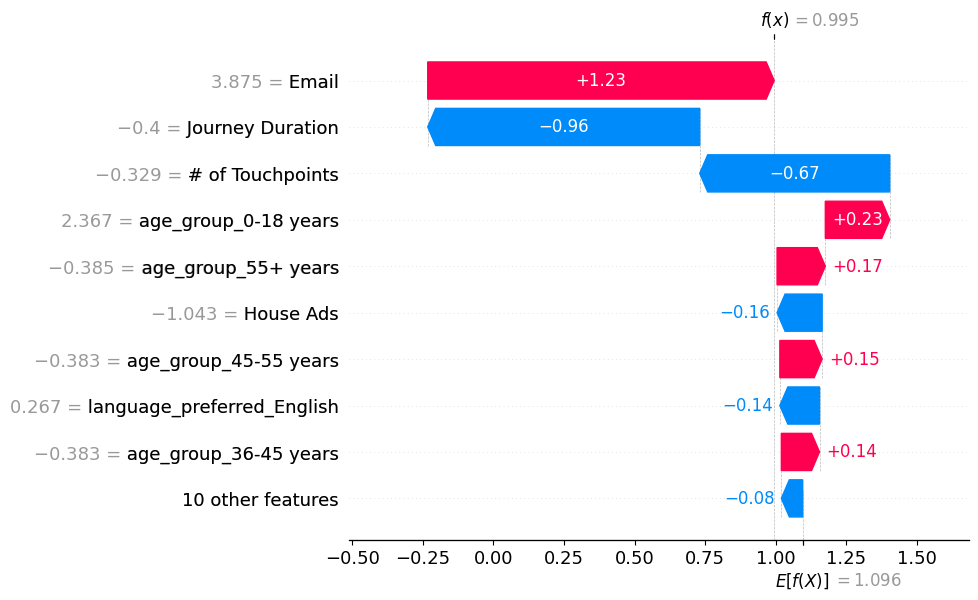 f(x) = 0.995
3.875 = Email
+1.23
−0.4 = Journey Duration
−0.96
−0.329 = # of Touchpoints
−0.67
2.367 = age_group_0-18 years
+0.23
−0.385 = age_group_55+ years
+0.17
−1.043 = House Ads
−0.16
−0.383 = age_group_45-55 years
+0.15
0.267 = language_preferred_English
−0.14
−0.383 = age_group_36-45 years
+0.14
10 other features
−0.08
−0.50 −0.25 0.00 0.25 0.50 0.75 1.00 1.25 1.50
E[f(X)] = 1.096